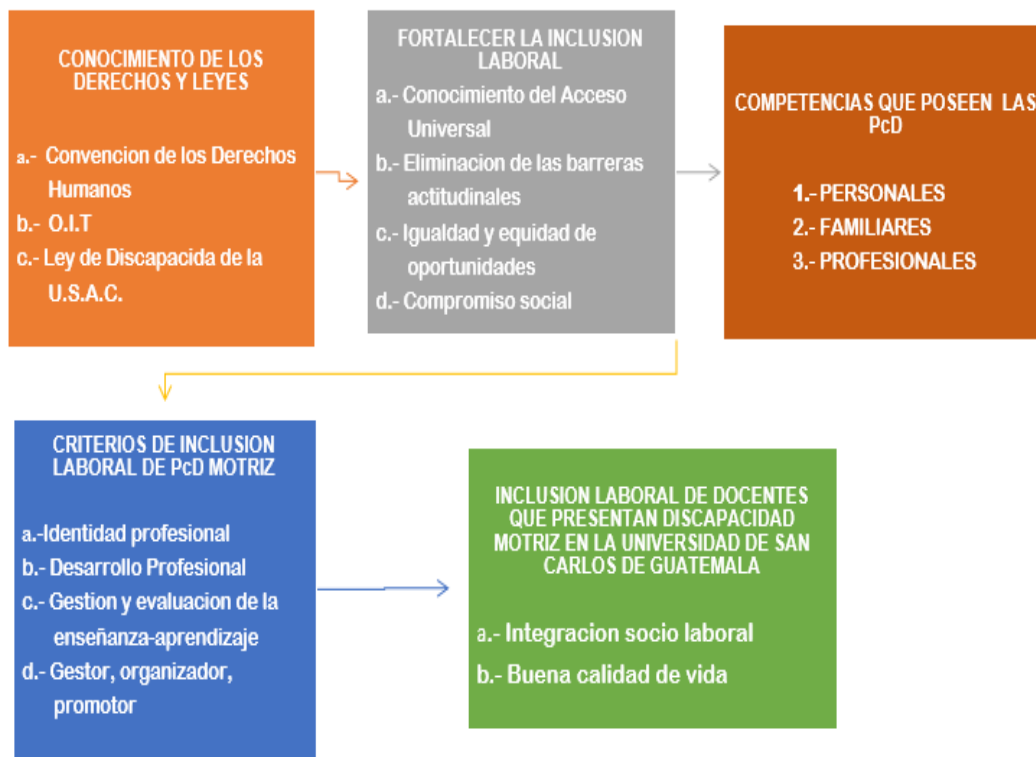 CONOCIMIENTO DE LOS
DERECHOS Y LEYES
a.- Convencion de los Derechos
Humanos
b.- O.I.T
c.- Ley de Discapacida de la
U.S.A.C.
FORTALECER LA INCLUSION
LABORAL
a.- Conocimiento del Acceso
Universal
b.- Eliminacion de las barreras
actitudinales
c.- Igualdad y equidad de
oportunidades
d.- Compromiso social
COMPETENCIAS QUE POSEEN LAS
PcD
1.- PERSONALES
2.- FAMILIARES
3.- PROFESIONALES
CRITERIOS DE INCLUSION
LABORAL DE PcD MOTRIZ
a.-Identidad profesional
b.- Desarrollo Profesional
c.- Gestion y evaluacion de la
enseñanza-aprendizaje
d.- Gestor, organizador,
promotor
INCLUSION LABORAL DE DOCENTES
QUE PRESENTAN DISCAPACIDAD
MOTRIZ EN LA UNIVERSIDAD DE SAN
CARLOS DE GUATEMALA
a.- Integracion socio laboral
b.- Buena calidad de vida